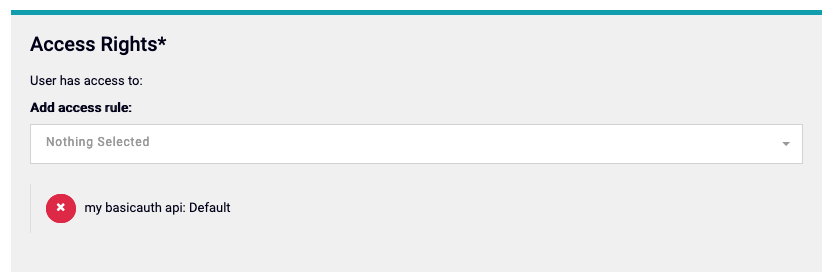 Access Rights*
User has access to:
Add access rule:
Nothing Selected
my basicauth api: Default